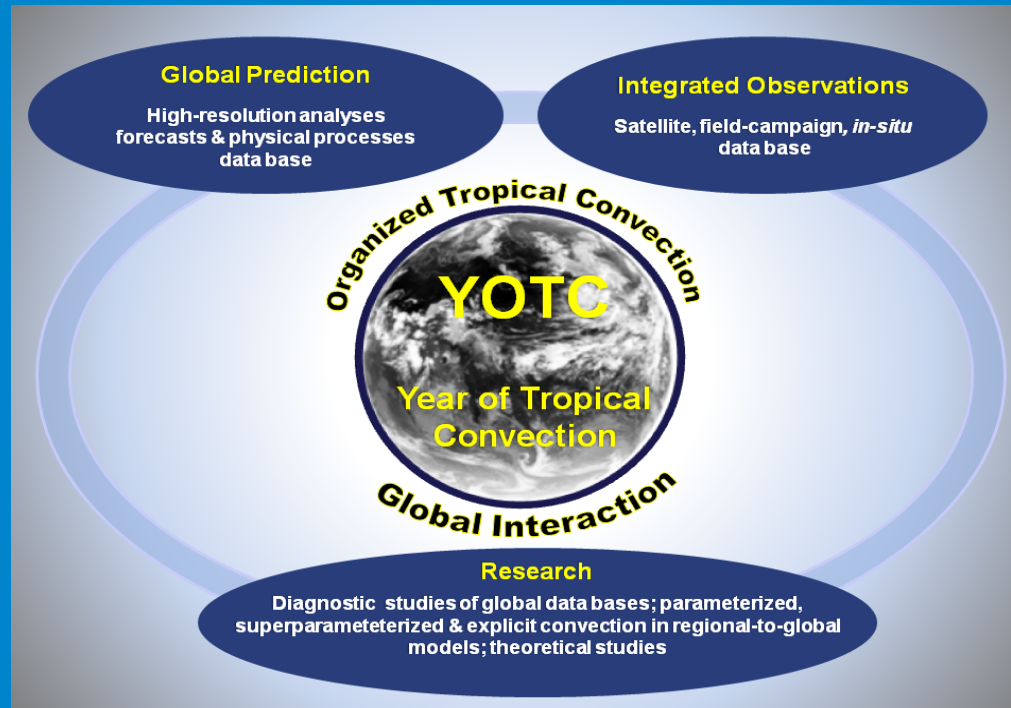 Global Prediction
High-resolution analyses
forecasts & physical processes
data base
Integrated Observations
Satellite, field-campaign, in-situ
data base
Organized Tropical Convection
YOTC
Year of Tropical
Convection
Global Interaction
Research
Diagnostic studies of global data bases; parameterized,
superparameteterized & explicit convection in regional-to-global
models; theoretical studies